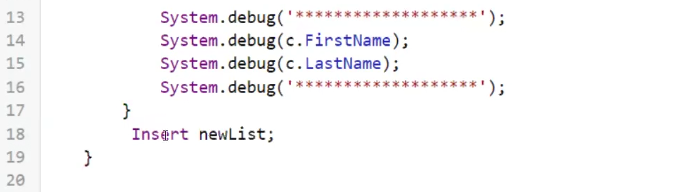 13 System.debug('*******************');
14 System.debug(c.FirstName);
15 System.debug(c.LastName);
16 System.debug('*******************');
17 }
18 Insert newList;
19 }
20